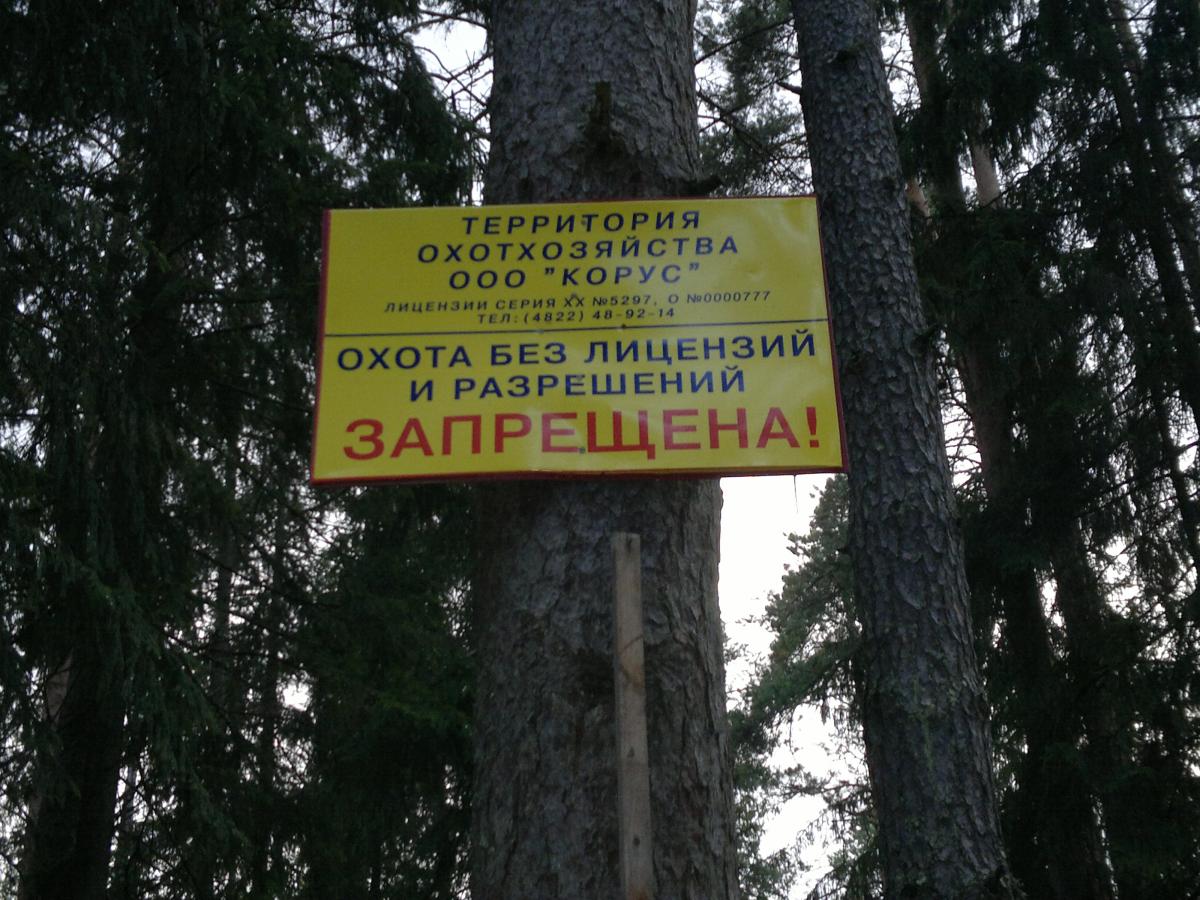 ТЕРРИТОРИЯ
ОХОТХОЗЯЙСТВА
ООО "КОРУС"
ЛИЦЕНЗИИ СЕРИЯ ХХ №5297, О №0000777
ТЕЛ: (4822) 48-92-14
ОХОТА БЕЗ ЛИЦЕНЗИЙ
И РАЗРЕШЕНИЙ
ЗАПРЕЩЕНА!